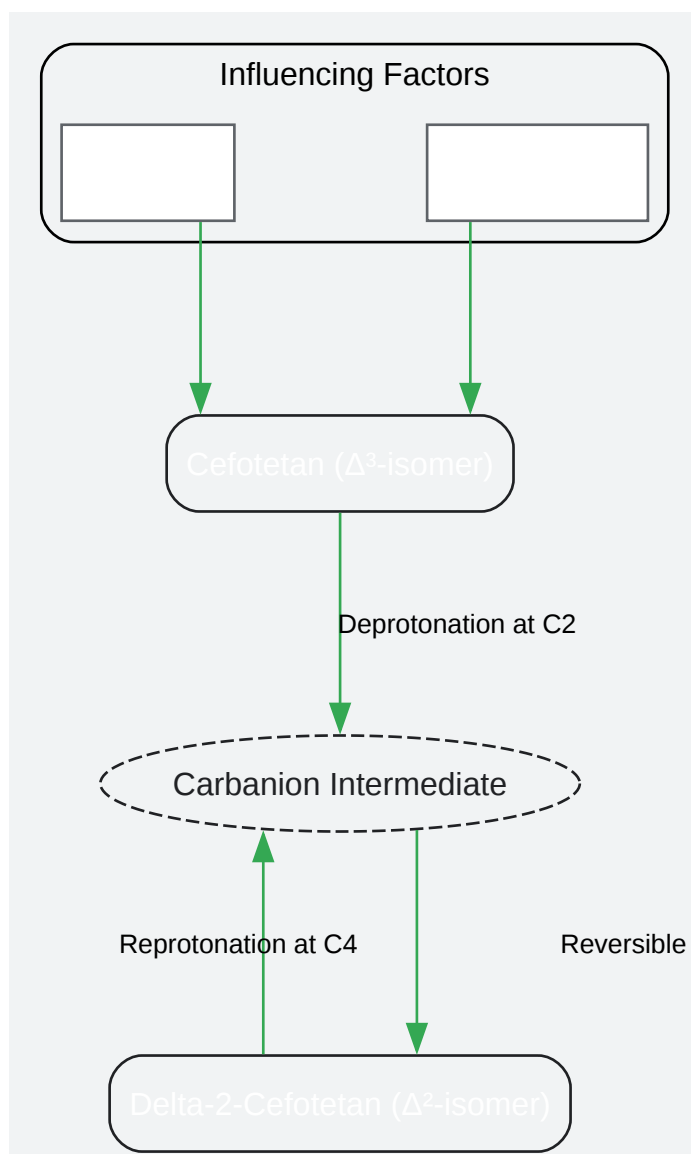 Influencing Factors
Cefotetan (Δ³-isomer)
Deprotonation at C2
Carbanion Intermediate
Reprotonation at C4
Reversible
Delta-2-Cefotetan (Δ²-isomer)